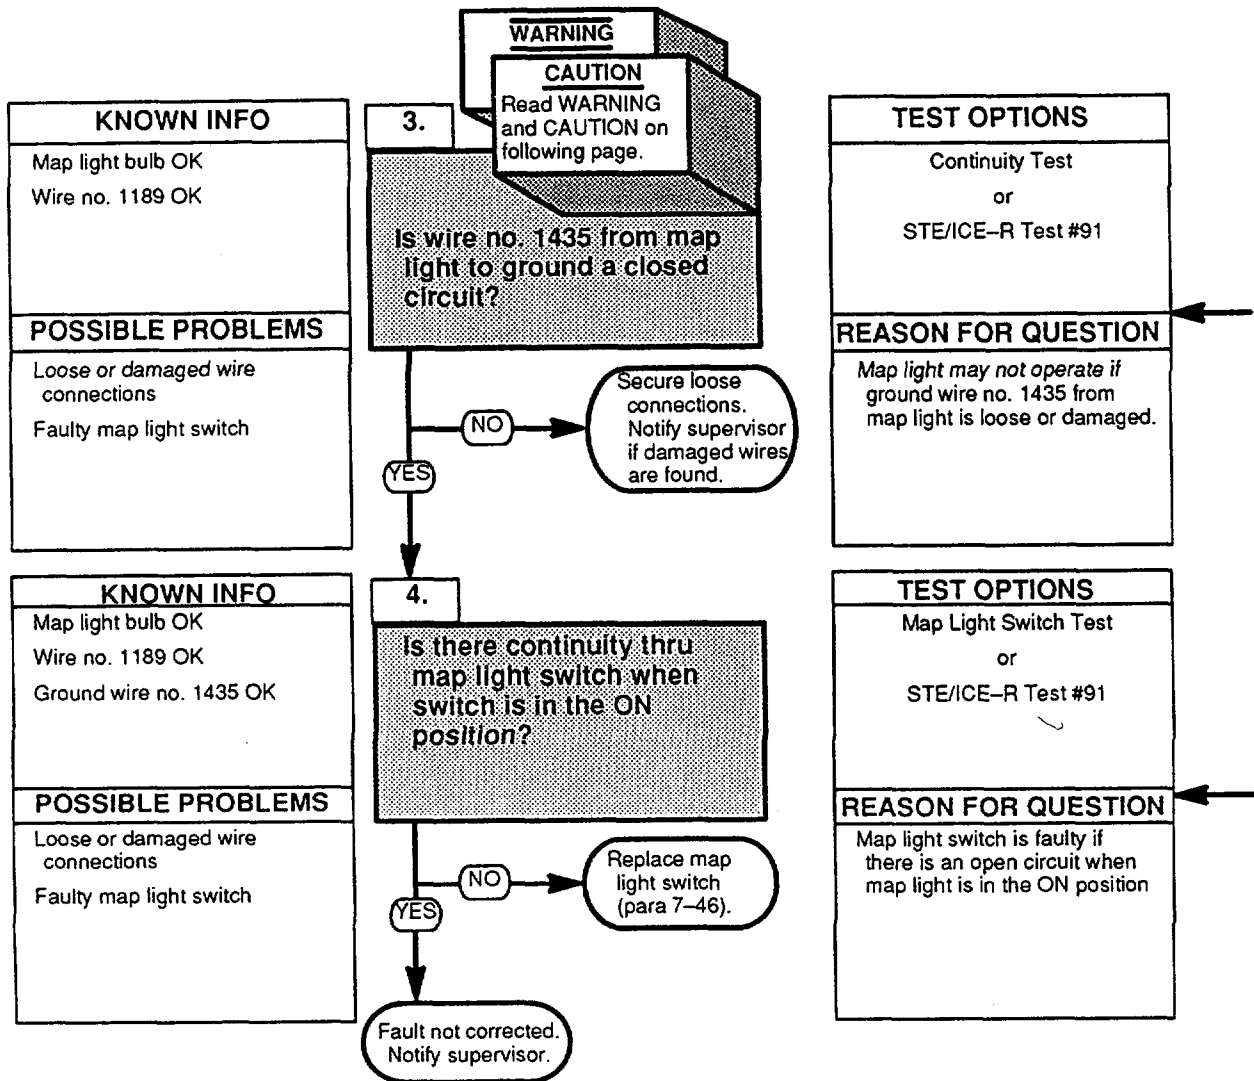 WARNING
CAUTION
Read WARNING
and CAUTION on
following page.
KNOWN INFO
Map light bulb OK
Wire no. 1189 OK
POSSIBLE PROBLEMS
Loose or damaged wire
connections
Faulty map light switch
3.
Is wire no. 1435 from map
light to ground a closed
circuit?
NO
Secure loose
connections.
Notify supervisor
if damaged wires
are found.
YES
TEST OPTIONS
Continuity Test
or
STE/ICE–R Test #91
REASON FOR QUESTION
Map light may not operate if
ground wire no. 1435 from
map light is loose or damaged.
KNOWN INFO
Map light bulb OK
Wire no. 1189 OK
Ground wire no. 1435 OK
POSSIBLE PROBLEMS
Loose or damaged wire
connections
Faulty map light switch
4.
Is there continuity thru
map light switch when
switch is in the ON
position?
NO
Replace map
light switch
(para 7–46).
YES
Fault not corrected.
Notify supervisor.
TEST OPTIONS
Map Light Switch Test
or
STE/ICE–R Test #91
REASON FOR QUESTION
Map light switch is faulty if
there is an open circuit when
map light is in the ON position